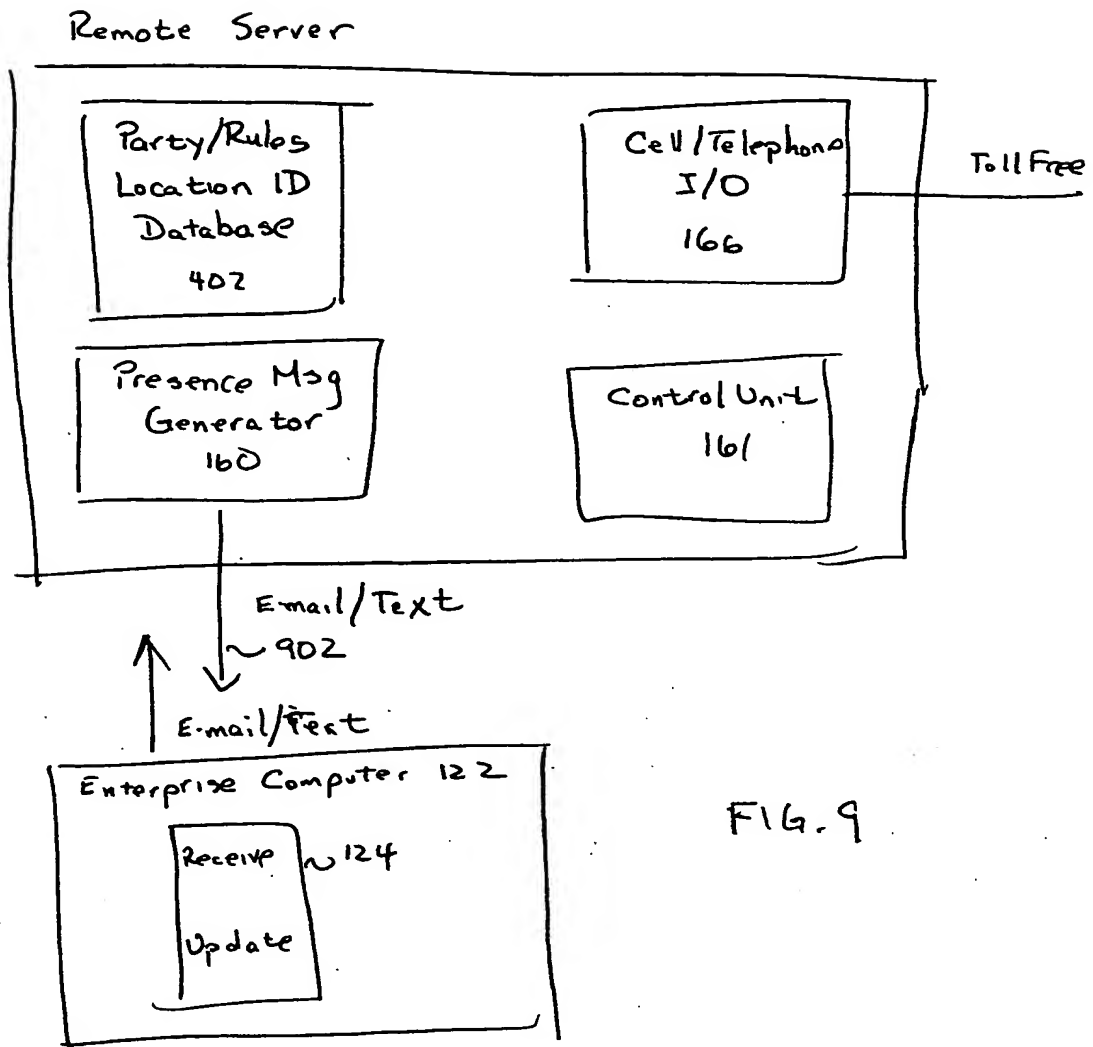 Remote Server
Party/Rules
Location ID
Database
402
Cell/Telephone
I/O
166
Toll Free
Presence Msg
Generator
160
Control Unit
161
E-mail/Text
902
E-mail/Text
Enterprise Computer 122
Receive
124
Update
FIG. 9